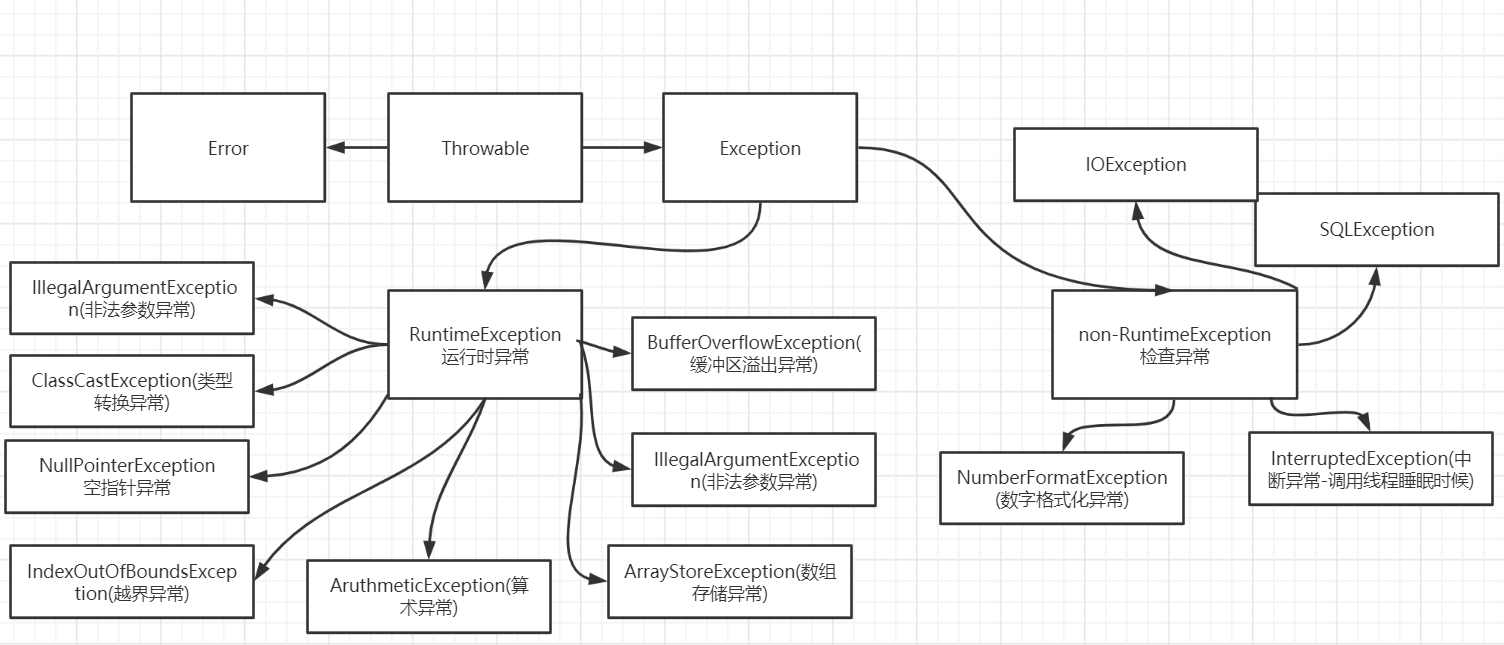 Error
Throwable
Exception
IOException
SQLException
IllegalArgumentExceptio
n(非法参数异常)
ClassCastException(类型
转换异常)
NullPointerException
空指针异常
IndexOutOfBoundsExcep
tion(越界异常)
RuntimeException
运行时异常
AruthmeticException(算
术异常)
BufferOverflowException(
缓冲区溢出异常)
IllegalArgumentExceptio
n(非法参数异常)
ArrayStoreException(数组
存储异常)
non-RuntimeException
检查异常
NumberFormatException
(数字格式化异常)
InterruptedException(中
断异常-调用线程睡眠时候)